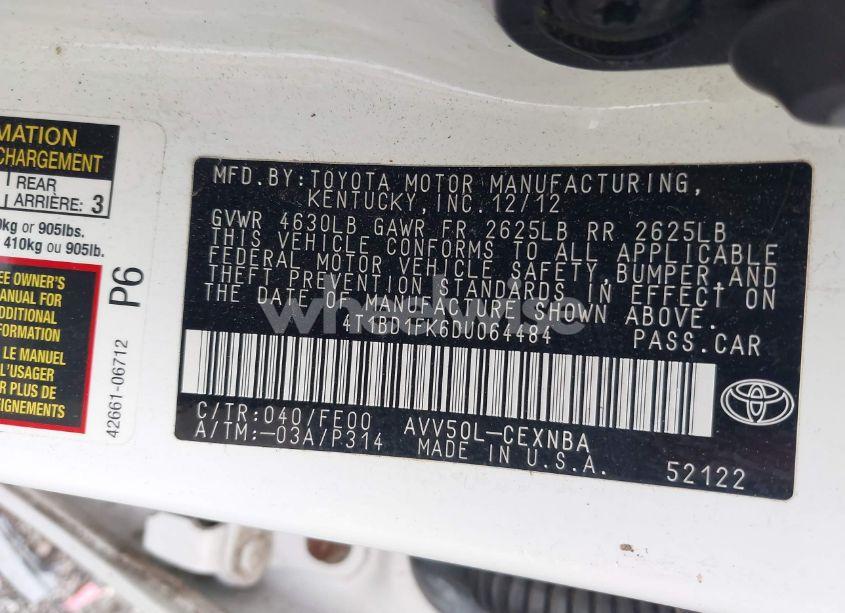 MATION
CHARGEMENT
REAR
ARRIÈRE: 3
kg or 905lbs.
410kg ou 905lb.
EE OWNER'S
ANUAL FOR
DDITIONAL
FORMATION
LE MANUEL
L'USAGER
R PLUS DE
EIGNEMENTS
P6
42661-06712
MFD.BY:TOYOTA MOTOR MANUFACTURING,
KENTUCKY, INC. 12/12
GVWR 4630LB GAWR FR 2625LB RR 2625LB
THIS VEHICLE CONFORMS TO ALL APPLICABLE
FEDERAL MOTOR VEHICLE SAFETY, BUMPER, AND
THEFT PREVENTION STANDARDS IN EFFECT ON
THE DATE OF MANUFACTURE SHOWN ABOVE.
4T1BD1FK6DU064484 PASS.CAR
C/TR:040/FE00 AVV50L-CEXNBA
A/TM:-03A/P314 MADE IN U.S.A.
52122